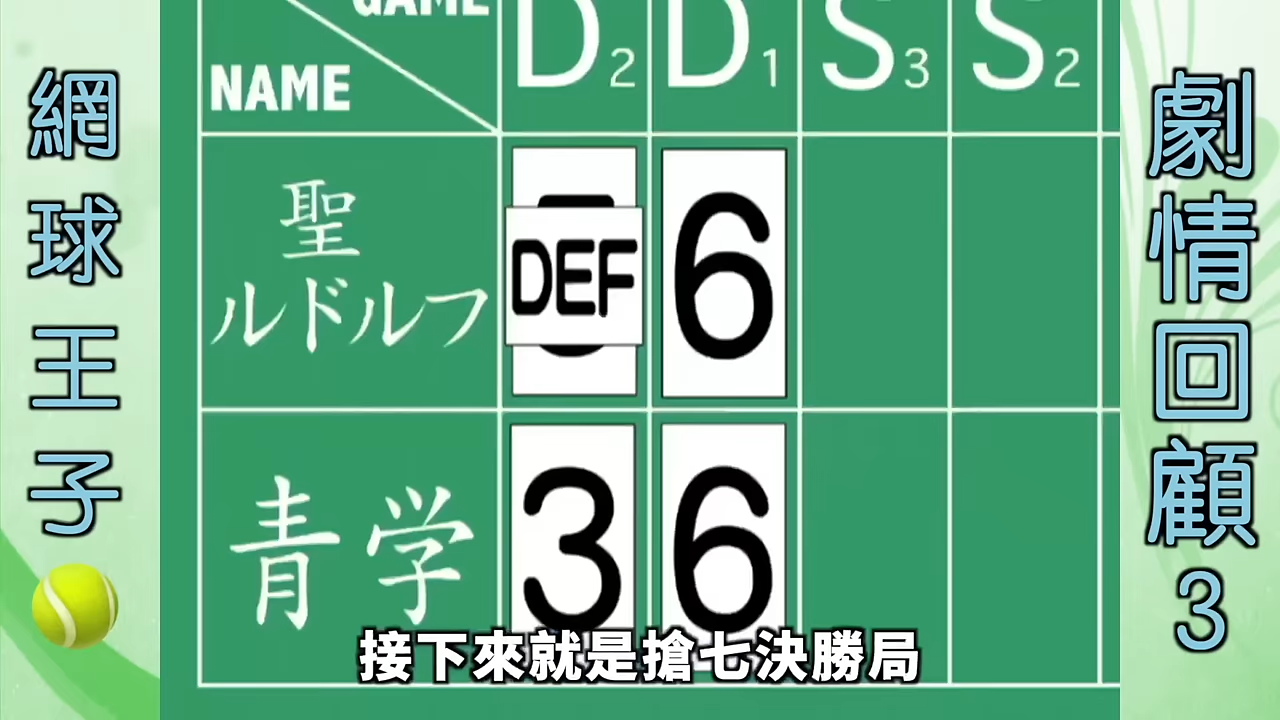 網球王子
劇情回顧3
GAME
NAME
D2 D1 S3 S2
聖
ルドルフ
DEF 6
青学
3 6
接下來就是搶七決勝局